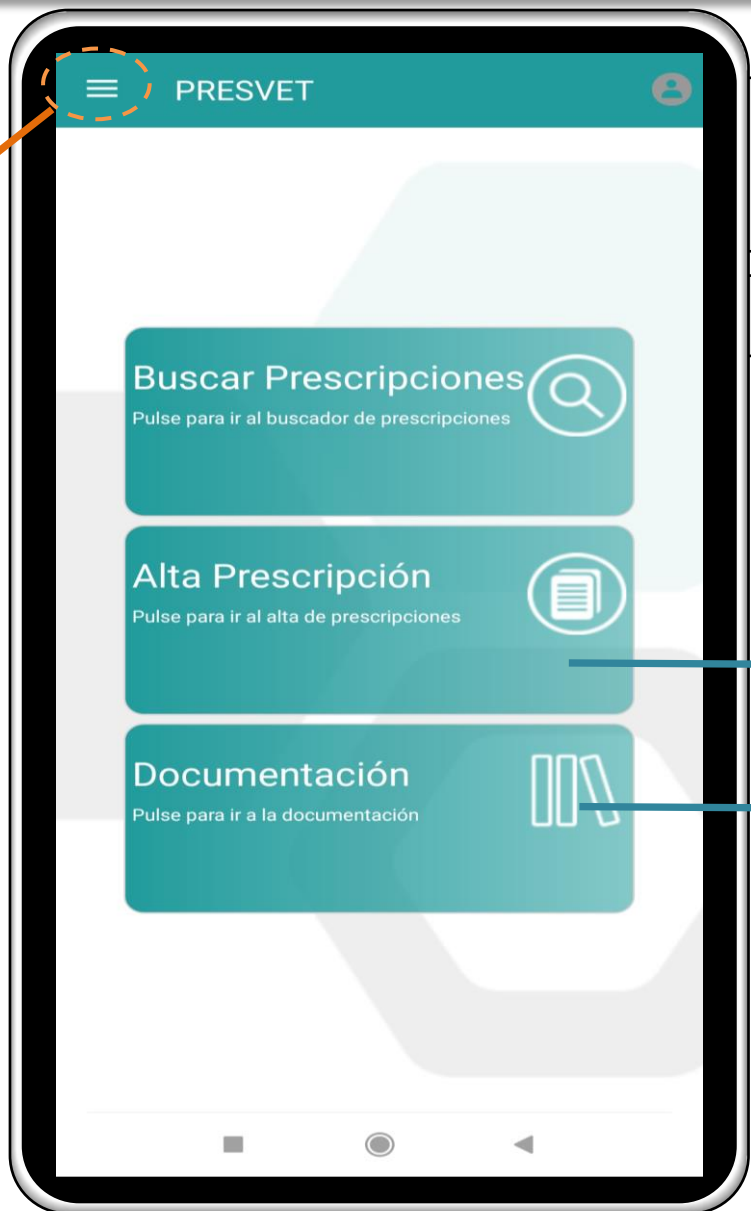 PRESVET
Buscar Prescripciones
Pulse para ir al buscador de prescripciones
Alta Prescripción
Pulse para ir al alta de prescripciones
Documentación
Pulse para ir a la documentación